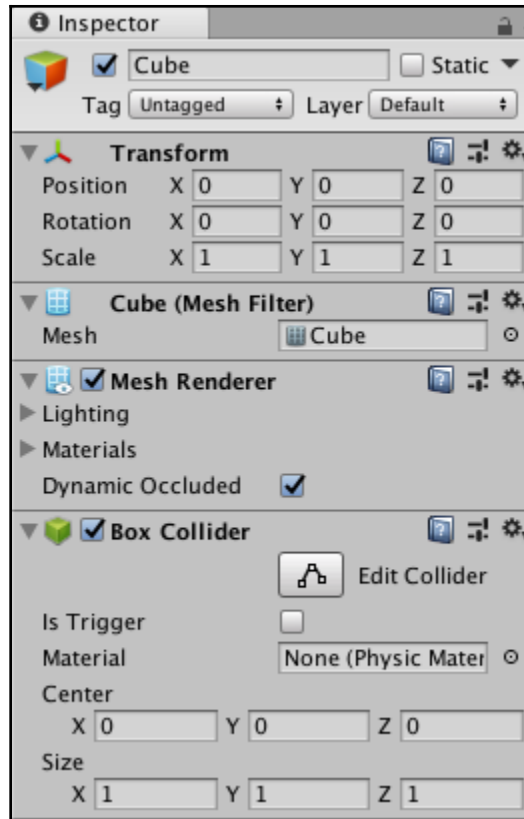 Inspector
Cube Static
Tag Untagged Layer Default
Transform
Position X 0 Y 0 Z 0
Rotation X 0 Y 0 Z 0
Scale X 1 Y 1 Z 1
Cube (Mesh Filter)
Mesh Cube
Mesh Renderer
Lighting
Materials
Dynamic Occluded
Box Collider
Edit Collider
Is Trigger
Material None (Physic Mater
Center
X 0 Y 0 Z 0
Size
X 1 Y 1 Z 1